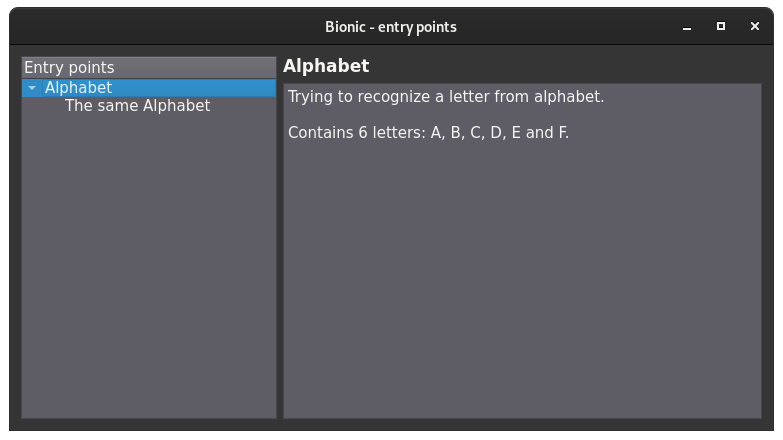 Bionic - entry points
Entry points
Alphabet
The same Alphabet
Alphabet
Trying to recognize a letter from alphabet.
Contains 6 letters: A, B, C, D, E and F.